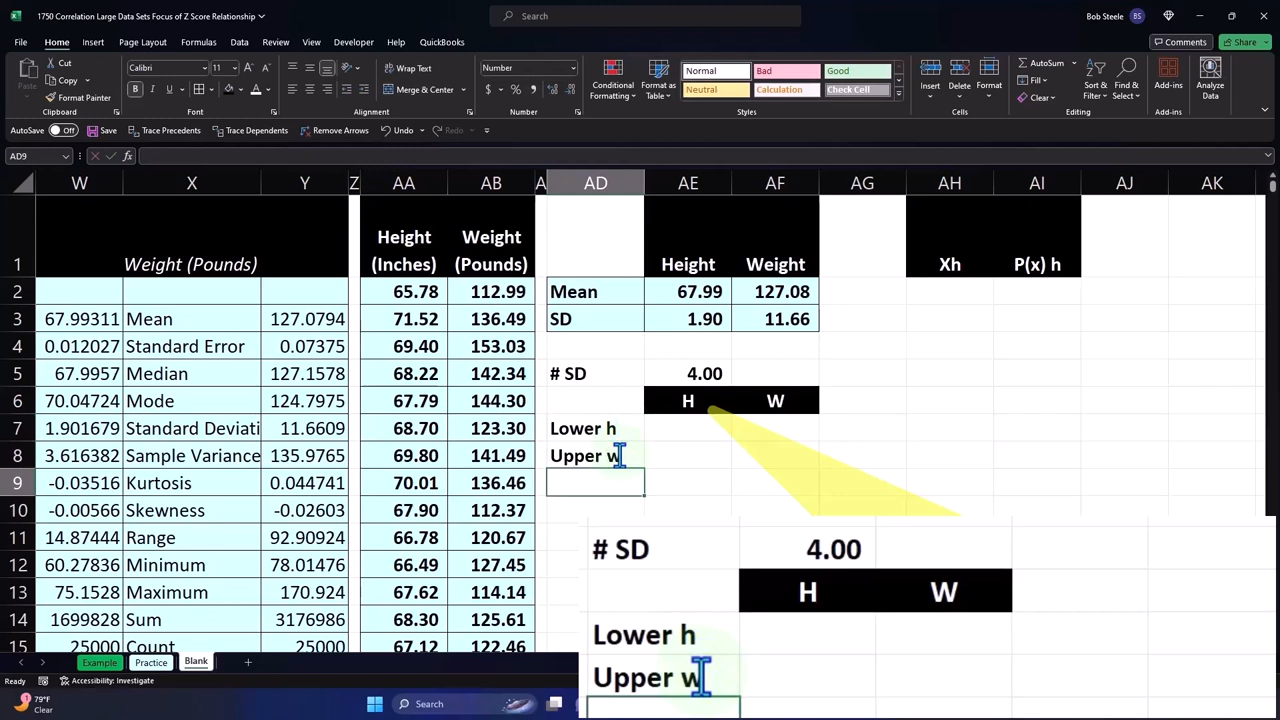 1750 Correlation Large Data Sets Focus of Z Score Relationship
Search
Bob Steele BS
File Home Insert Page Layout Formulas Data Review View Developer Help QuickBooks Comments Share
Paste Cut Copy Format Painter
Calibri 11 Wrap Text Merge & Center
Number
Conditional Formatting Format as Table
Normal Bad Good
Neutral Calculation Check Cell
Insert Delete Format
AutoSum Fill Clear
Sort & Filter Find & Select Add-ins Analyze Data
Clipboard Font Alignment Number Styles Cells Editing Add-ins
AutoSave Off Save Trace Precedents Trace Dependents Remove Arrows Undo Redo
AD9 fx
W X Y Z AA AB A AD AE AF AG AH AI AJ AK
1 Weight (Pounds) Height (Inches) Weight (Pounds) Height Weight Xh P(x) h
2 65.78 112.99 Mean 67.99 127.08
3 67.99311 Mean 127.0794 71.52 136.49 SD 1.90 11.66
4 0.012027 Standard Error 0.07375 69.40 153.03
5 67.9957 Median 127.1578 68.22 142.34 # SD 4.00
6 70.04724 Mode 124.7975 67.79 144.30 H W
7 1.901679 Standard Deviati 11.6609 68.70 123.30 Lower h
8 3.616382 Sample Variance 135.9765 69.80 141.49 Upper w
9 -0.03516 Kurtosis 0.044741 70.01 136.46
10 -0.00566 Skewness -0.02603 67.90 112.37
11 14.87444 Range 92.90924 66.78 120.67
12 60.27836 Minimum 78.01476 66.49 127.45
13 75.1528 Maximum 170.924 67.62 114.14
14 1699828 Sum 3176986 68.30 125.61
15 25000 Count 25000 67.12 122.46
# SD 4.00
H W
Lower h
Upper w
Example Practice Blank
Ready Accessibility: Investigate
79°F
Clear
Search